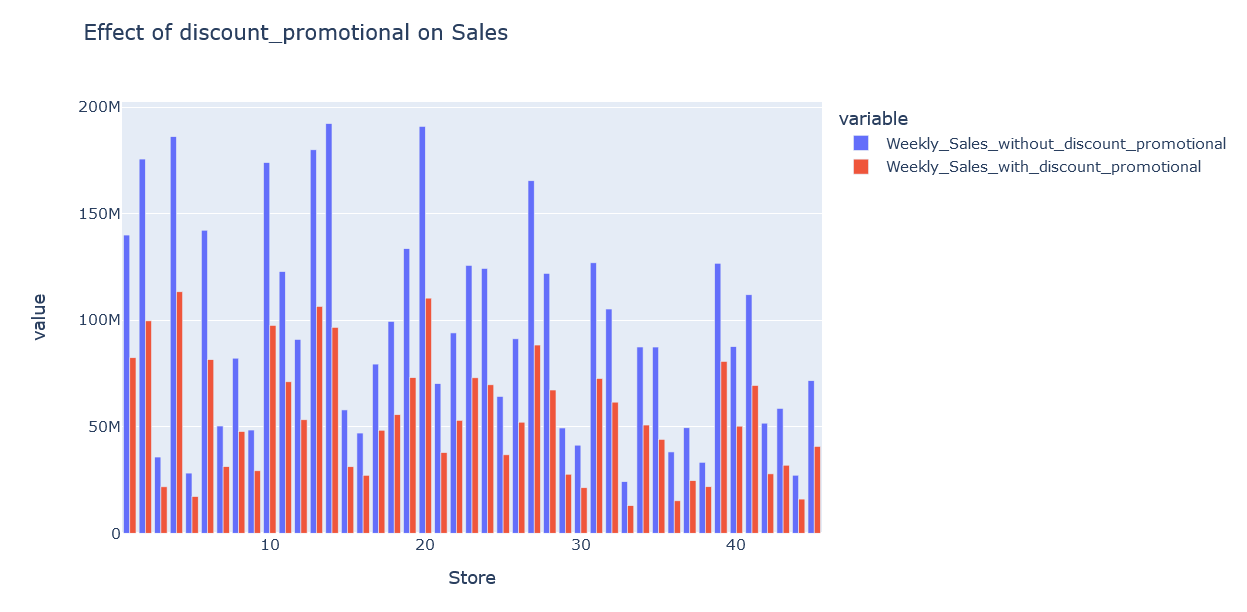 Effect of discount_promotional on Sales
variable
Weekly_Sales_without_discount_promotional
Weekly_Sales_with_discount_promotional
200M
150M
100M
50M
0
value
10
20
30
40
Store